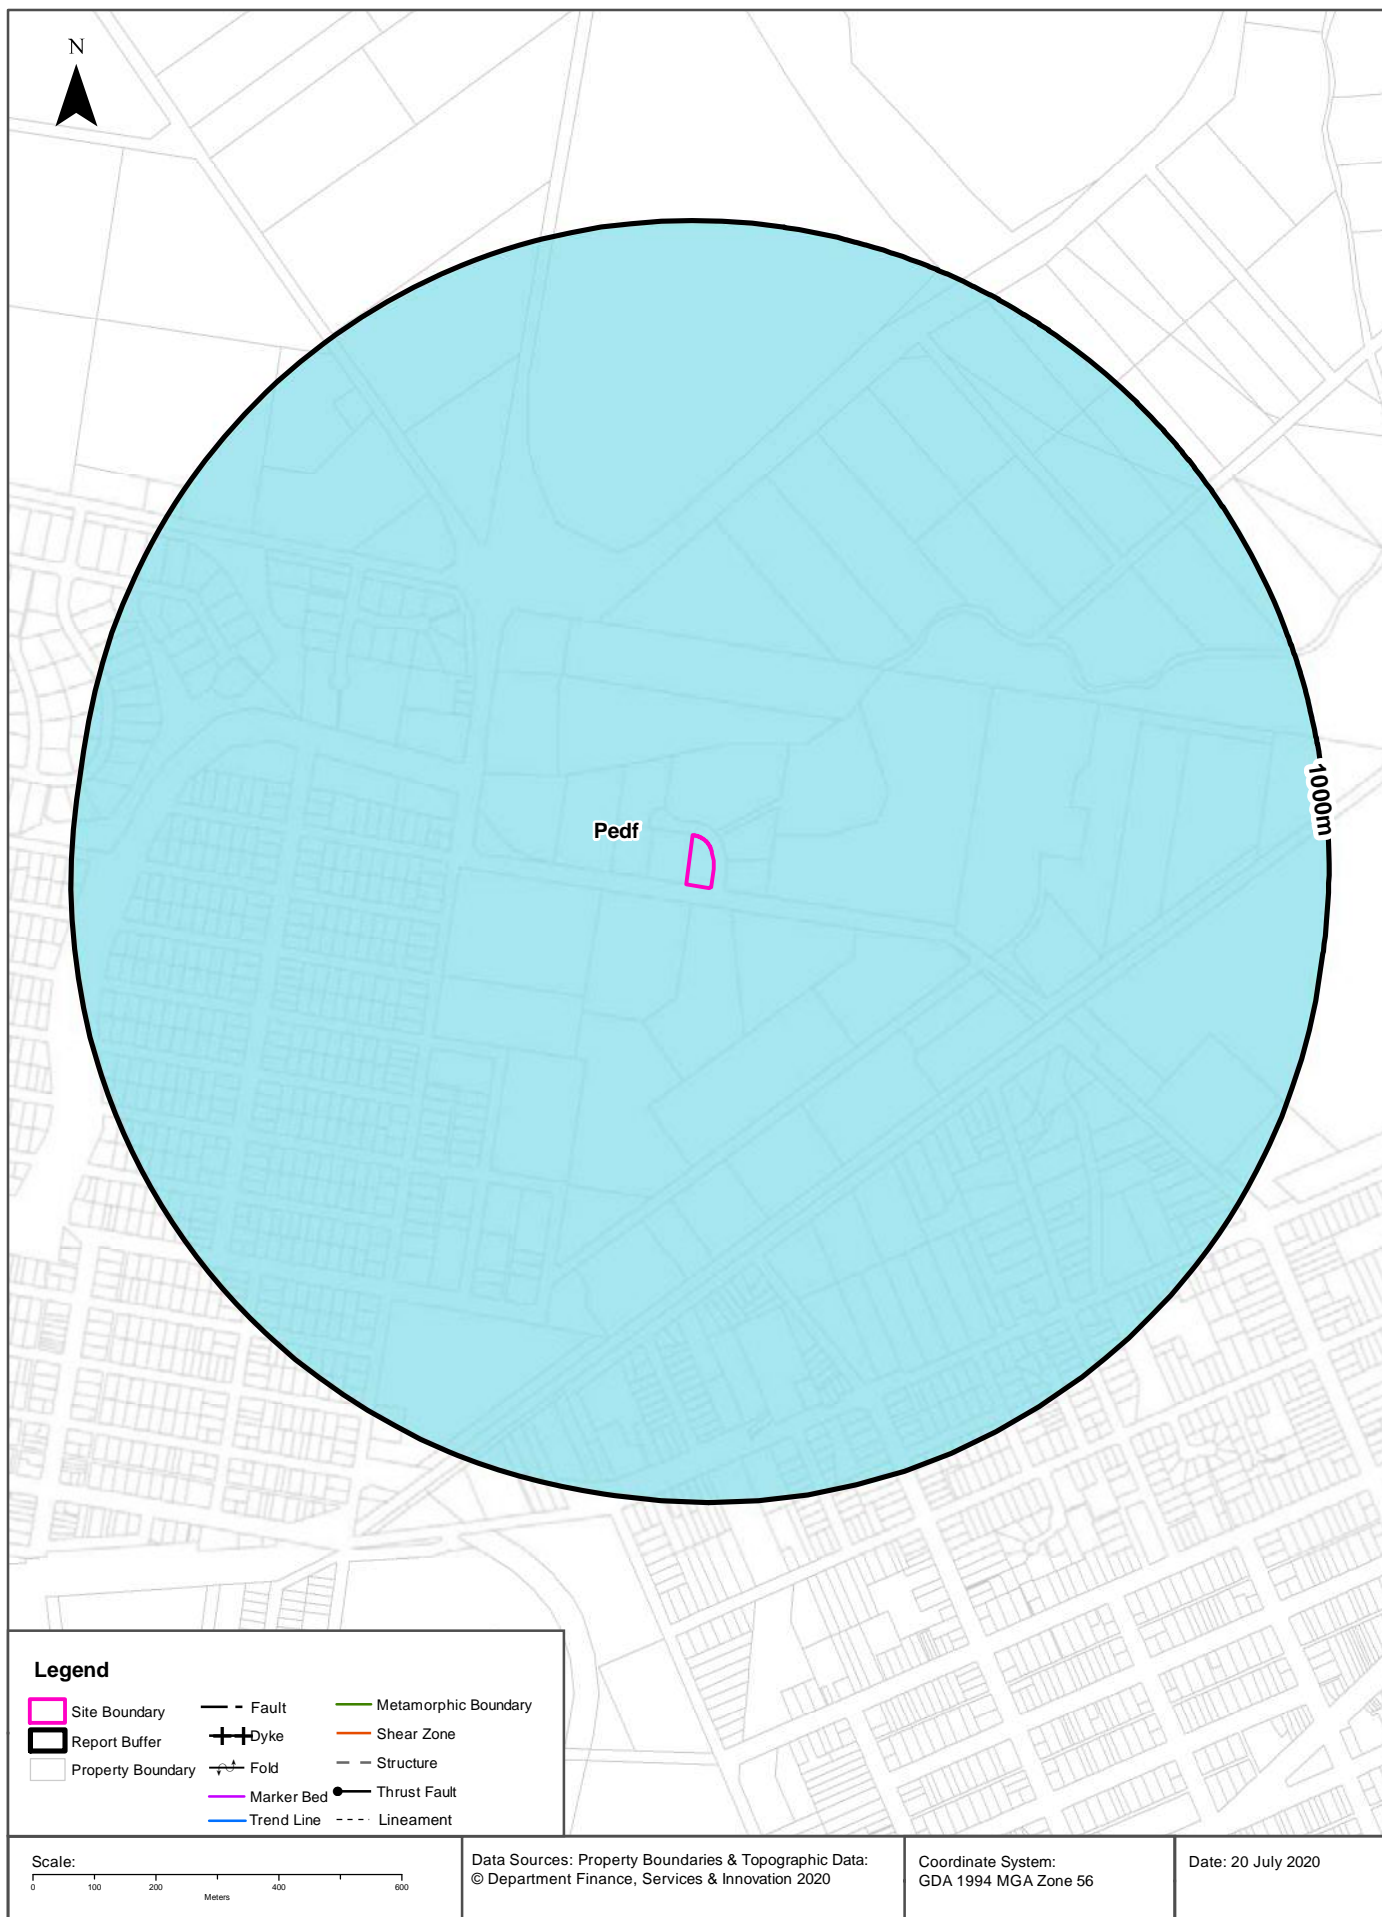 N
1000m
Pedf
Legend
Site Boundary
Report Buffer
Property Boundary
Fault
Dyke
Fold
Marker Bed
Trend Line
Metamorphic Boundary
Shear Zone
Structure
Thrust Fault
Lineament
Scale:
0 100 200 400 600
Meters
Data Sources: Property Boundaries & Topographic Data:
© Department Finance, Services & Innovation 2020
Coordinate System:
GDA 1994 MGA Zone 56
Date: 20 July 2020